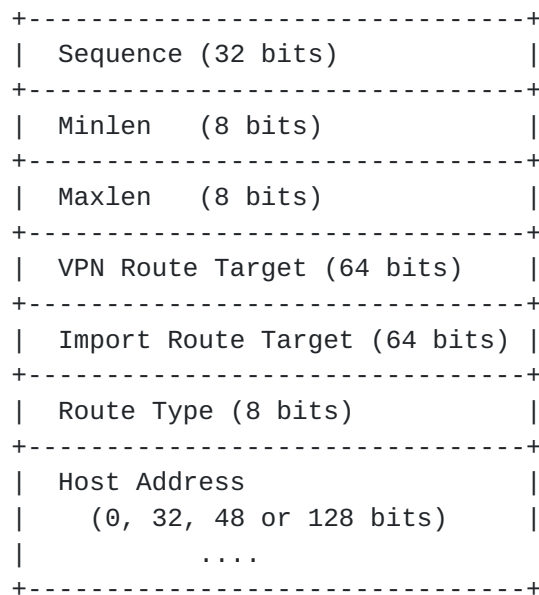 +-------------------------------+
|  Sequence (32 bits)           |
+-------------------------------+
|  Minlen   (8 bits)            |
+-------------------------------+
|  Maxlen   (8 bits)            |
+-------------------------------+
|  VPN Route Target (64 bits)   |
+-------------------------------+
|  Import Route Target (64 bits) |
+-------------------------------+
|  Route Type (8 bits)          |
+-------------------------------+
|  Host Address                 |
|    (0, 32, 48 or 128 bits)    |
|           ....
+-------------------------------+